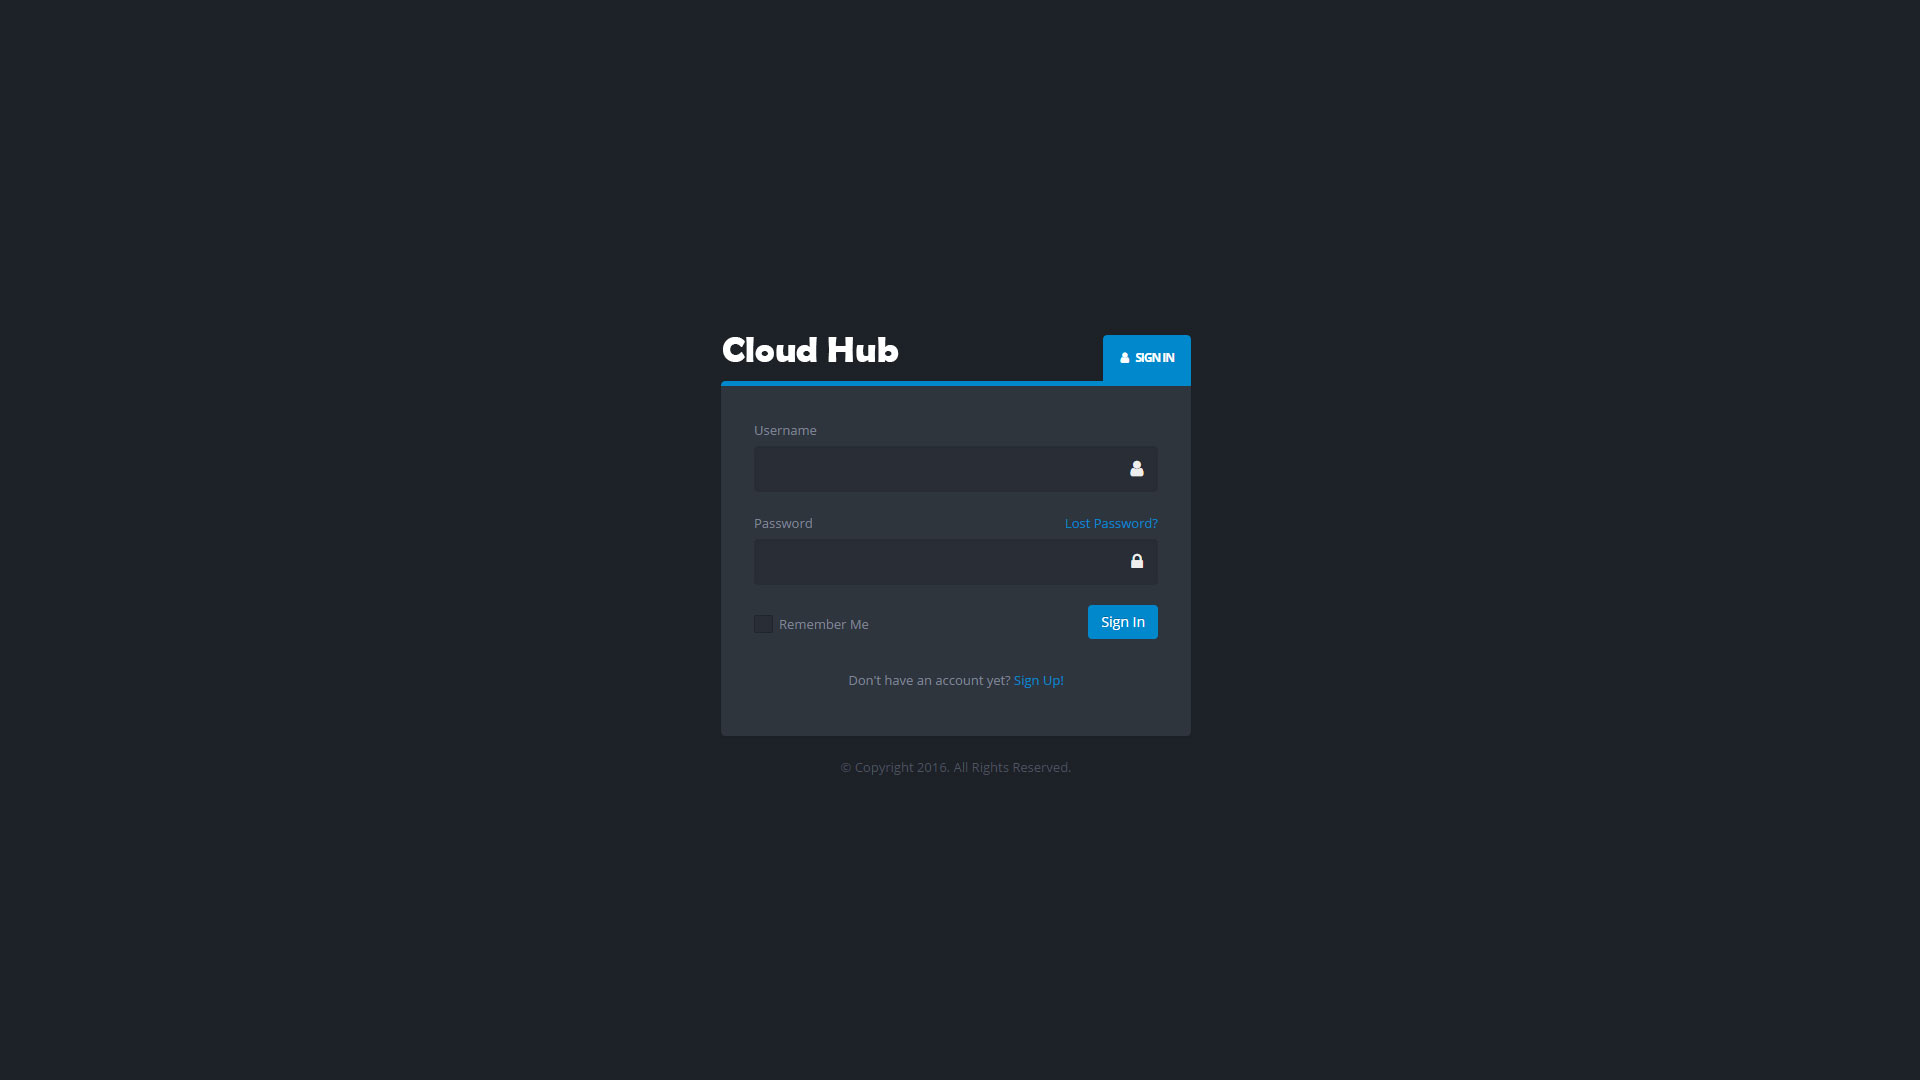 Cloud Hub
SIGN IN
Username
Password
Lost Password?
Remember Me
Sign In
Don't have an account yet? Sign Up!
© Copyright 2016. All Rights Reserved.